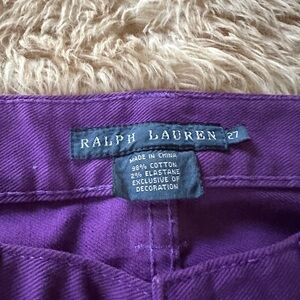 RALPH LAUREN 27
MADE IN CHINA
98% COTTON
2% ELASTANE
EXCLUSIVE OF
DECORATION